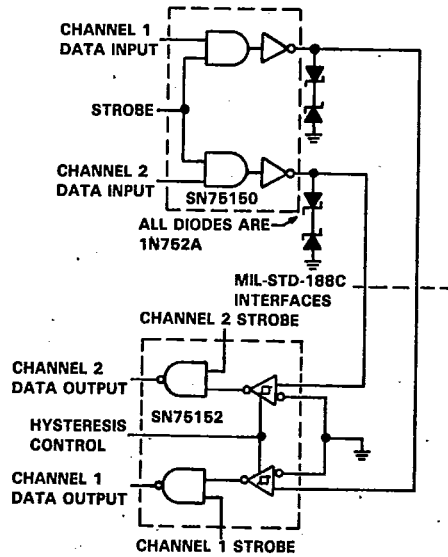 CHANNEL 1
DATA INPUT
STROBE
CHANNEL 2
DATA INPUT
SN75150
ALL DIODES ARE
1N752A
MIL-STD-188C
INTERFACES
CHANNEL 2 STROBE
CHANNEL 2
DATA OUTPUT
SN75152
HYSTERESIS
CONTROL
CHANNEL 1
DATA OUTPUT
CHANNEL 1 STROBE